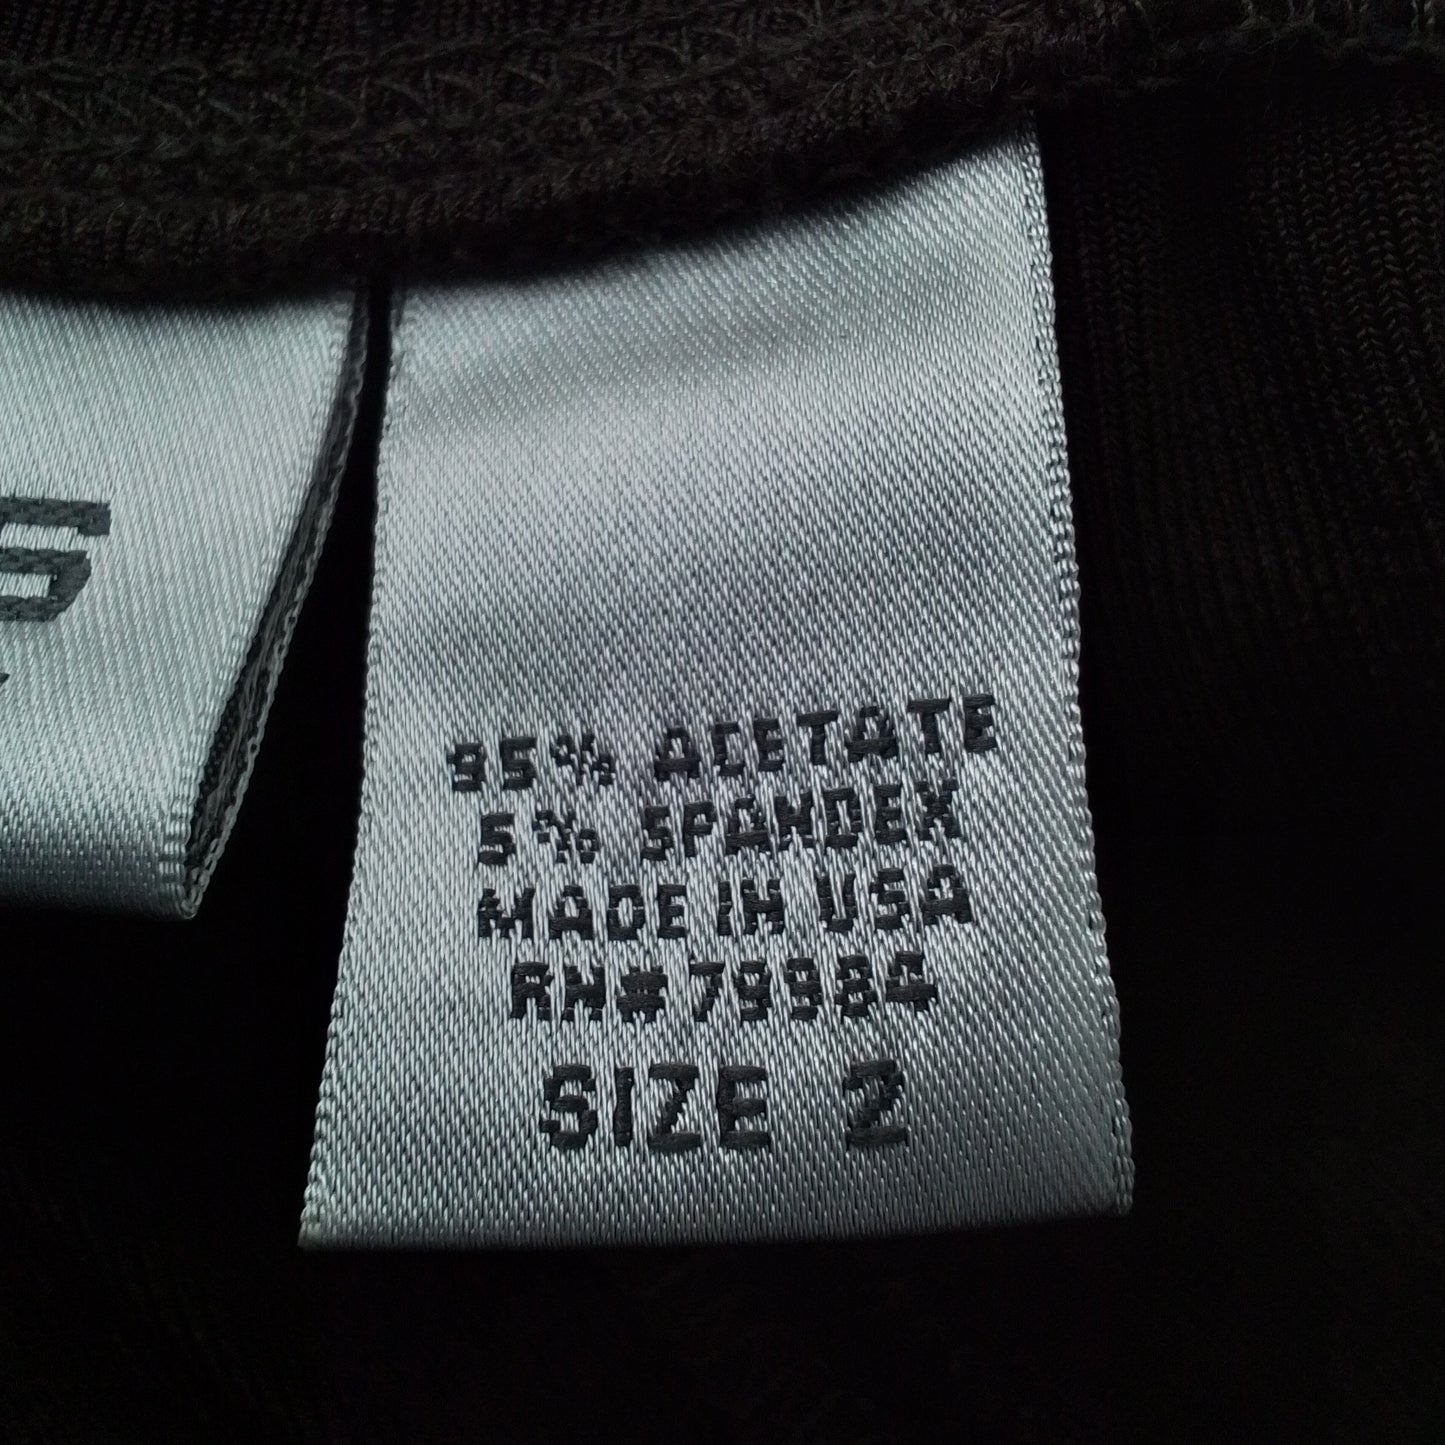 95% ACETATE
5% SPANDEX
MADE IN USA
RN# 79984
SIZE 2